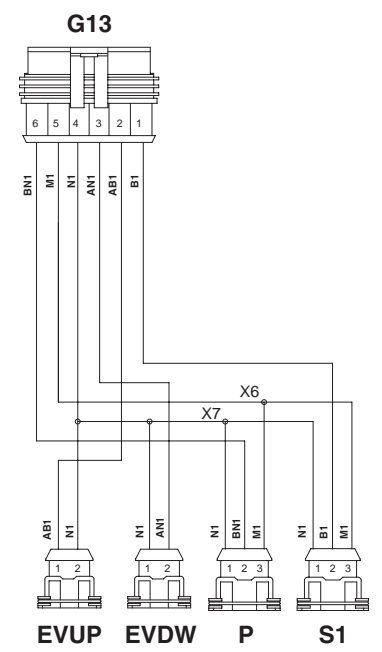 G13
6 5 4 3 2 1
BN1 M1 N1 AN1 AB1 B1
X6
X7
AB1 N1 N1 AN1 N1 BN1 M1 N1 B1 M1
1 2 1 2 1 2 3 1 2 3
EVUP EVDW P S1